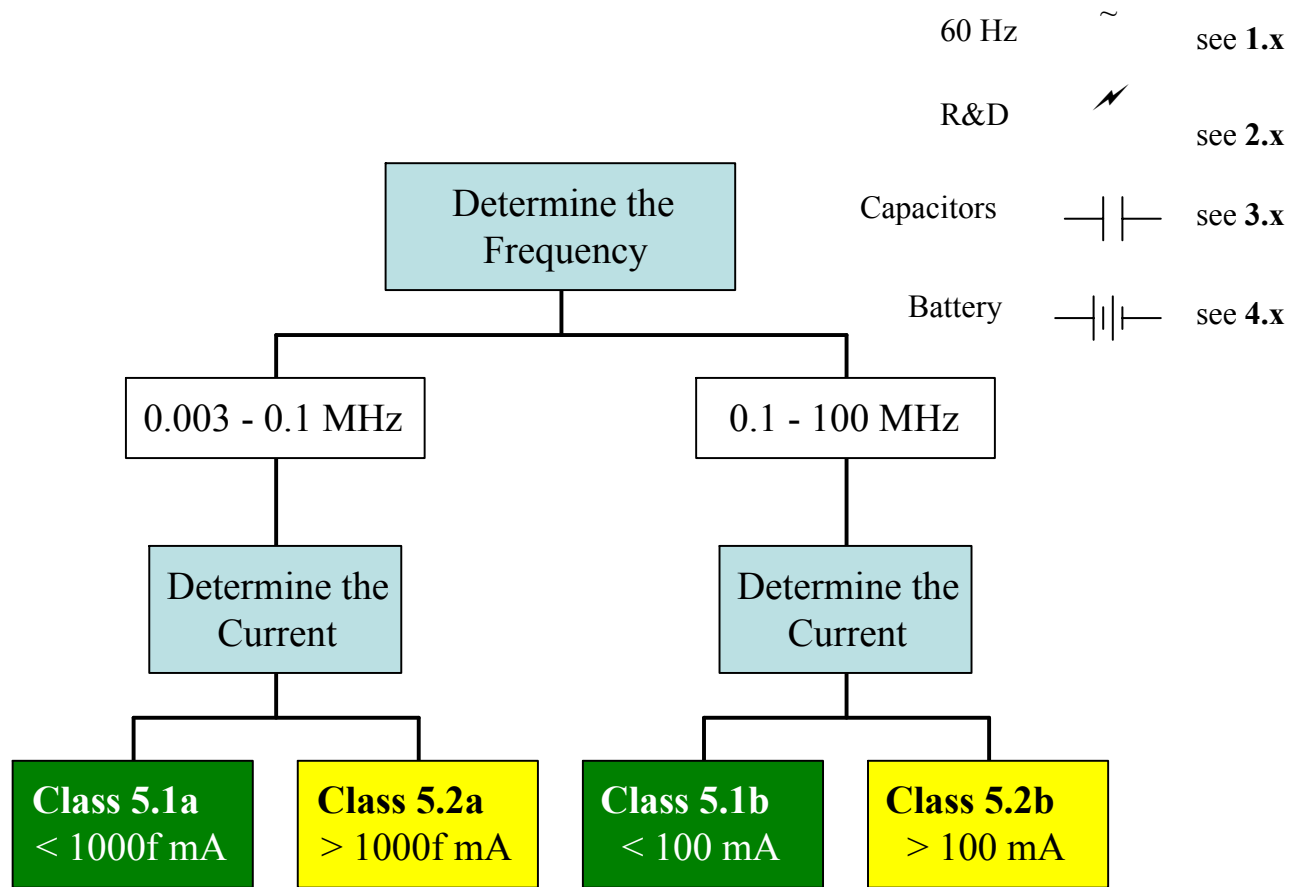 60 Hz ~ see 1.x
R&D see 2.x
Capacitors see 3.x
Battery see 4.x
Determine the
Frequency
0.003 - 0.1 MHz
0.1 - 100 MHz
Determine the
Current
Determine the
Current
Class 5.1a
< 1000f mA
Class 5.2a
> 1000f mA
Class 5.1b
< 100 mA
Class 5.2b
> 100 mA